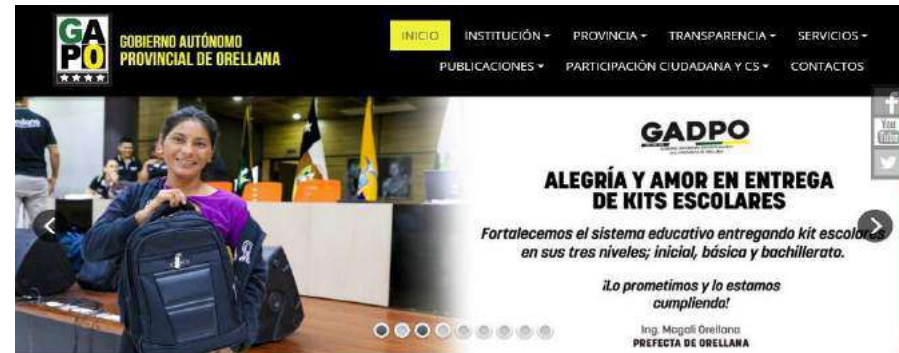 GA
PO
GOBIERNO AUTÓNOMO
PROVINCIAL DE ORELLANA
INICIO INSTITUCIÓN PROVINCIA TRANSPARENCIA SERVICIOS
PUBLICACIONES PARTICIPACIÓN CIUDADANA Y CS CONTACTOS
f
You
Tube
GADPO
ALEGRÍA Y AMOR EN ENTREGA
DE KITS ESCOLARES
Fortalecemos el sistema educativo entregando kit escolares
en sus tres niveles; inicial, básica y bachillerato.
¡Lo prometimos y lo estamos
cumpliendo!
Ing. Magali Orellana
PREFECTA DE ORELLANA